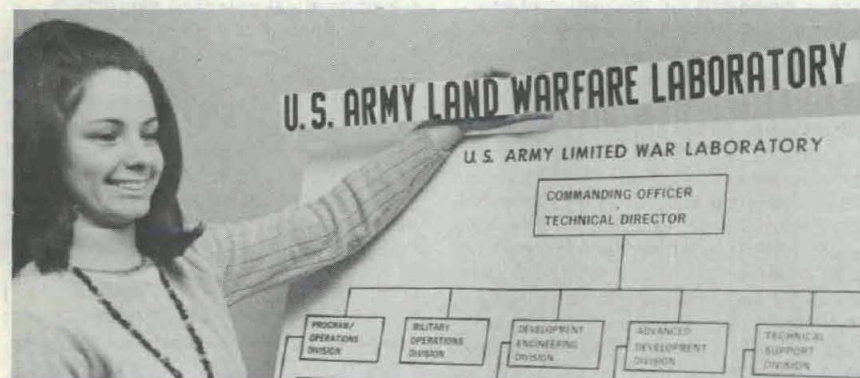 U.S. ARMY LAND WARFARE LABORATORY
U.S. ARMY LIMITED WAR LABORATORY
COMMANDING OFFICER
TECHNICAL DIRECTOR
PROGRAM/
OPERATIONS
DIVISION
MILITARY
OPERATIONS
DIVISION
DEVELOPMENT
ENGINEERING
DIVISION
ADVANCED
DEVELOPMENT
DIVISION
TECHNICAL
SUPPORT
DIVISION